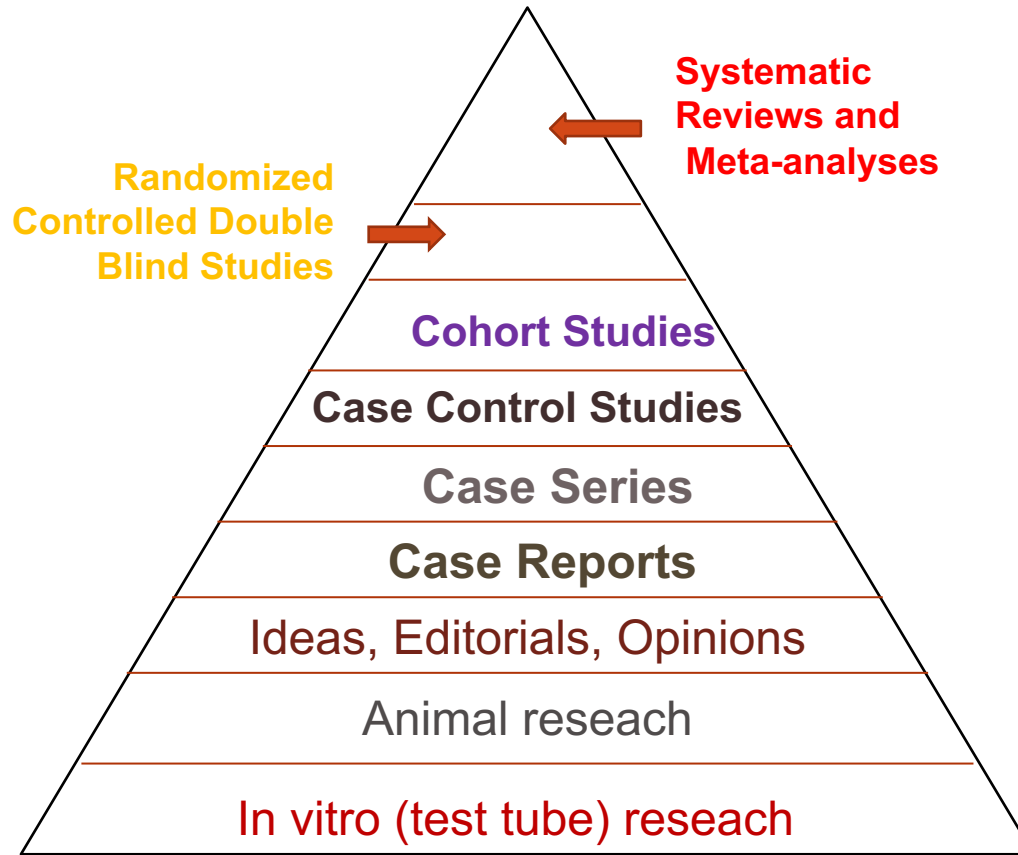 Systematic
Reviews and
Meta-analyses
Randomized
Controlled Double
Blind Studies
Cohort Studies
Case Control Studies
Case Series
Case Reports
Ideas, Editorials, Opinions
Animal reseach
In vitro (test tube) reseach